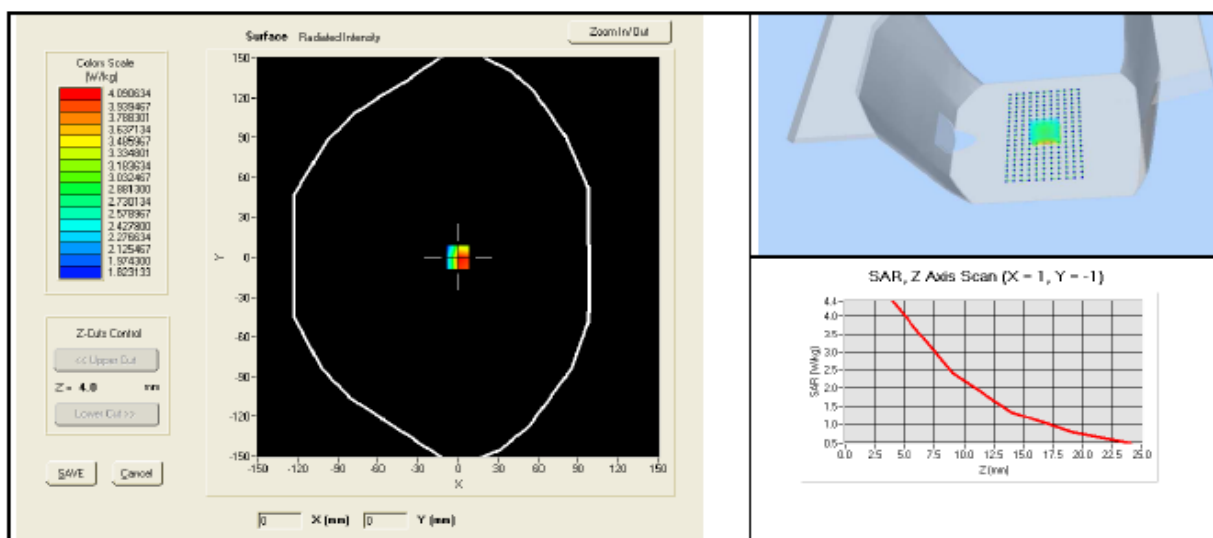 Surface Radiated Intensity
Zoom In/Out
Colors Scale
(W/kg)
4.090634
3.939467
3.788301
3.637134
3.485967
3.334801
3.183634
3.032467
2.881300
2.730134
2.578967
2.427800
2.276634
2.125467
1.974300
1.823133
Z-Cuts Control
<< Upper Cut
Z = 4.0 mm
Lower Cut >>
SAVE Cancel
150
120
90
60
30
0
-30
-60
-90
-120
-150
Y
-150 -120 -90 -60 -30 0 30 60 90 120 150
X
0 X (mm) 0 Y (mm)
SAR, Z Axis Scan (X = 1, Y = -1)
SAR (W/kg)
4.4
4.0
3.5
3.0
2.5
2.0
1.5
1.0
0.5
0.0 2.5 5.0 7.5 10.0 12.5 15.0 17.5 20.0 22.5 25.0
Z (mm)